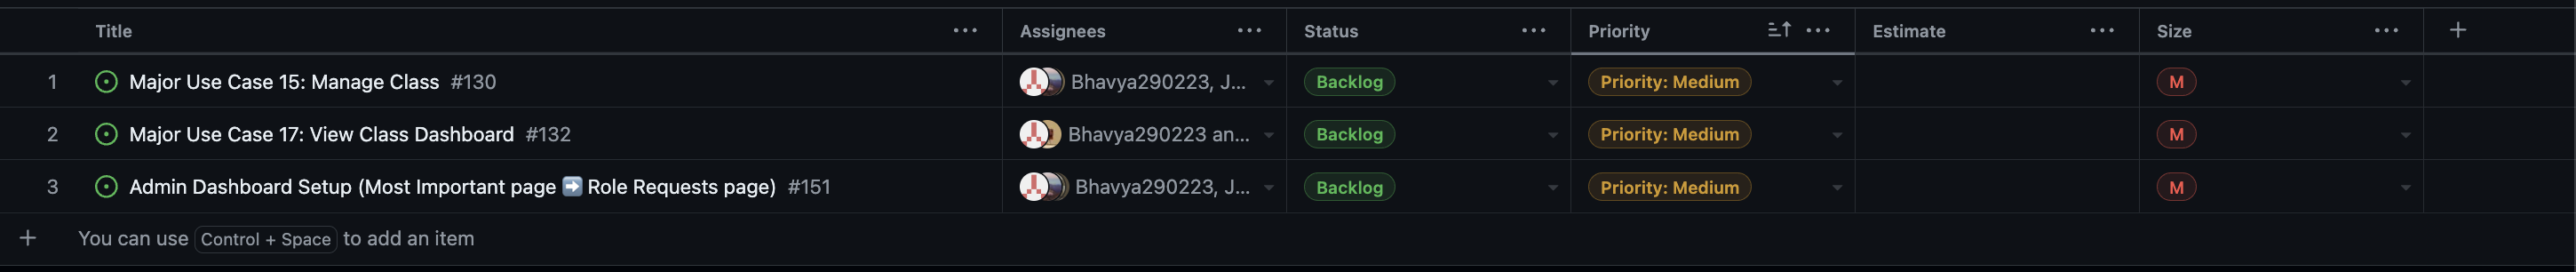 Title ... Assignees ... Status ... Priority ... Estimate ... Size ... +
1 Major Use Case 15: Manage Class #130 Bhavya290223, J... Backlog Priority: Medium M
2 Major Use Case 17: View Class Dashboard #132 Bhavya290223 an... Backlog Priority: Medium M
3 Admin Dashboard Setup (Most Important page ➡️ Role Requests page) #151 Bhavya290223, J... Backlog Priority: Medium M
+ You can use Control + Space to add an item